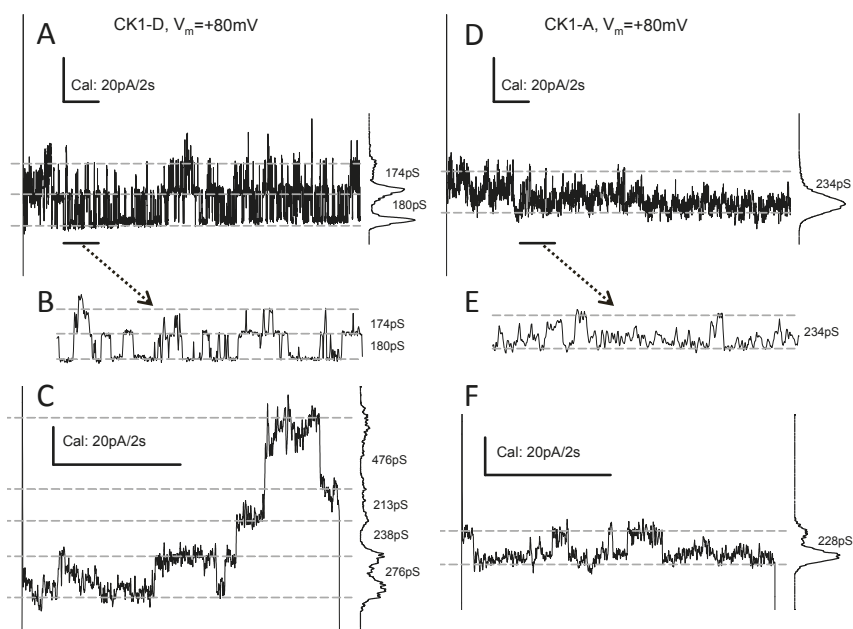 A
CK1-D, Vm=+80mV
Cal: 20pA/2s
174pS
180pS
B
174pS
180pS
C
Cal: 20pA/2s
476pS
213pS
238pS
276pS
D
CK1-A, Vm=+80mV
Cal: 20pA/2s
234pS
E
234pS
F
Cal: 20pA/2s
228pS